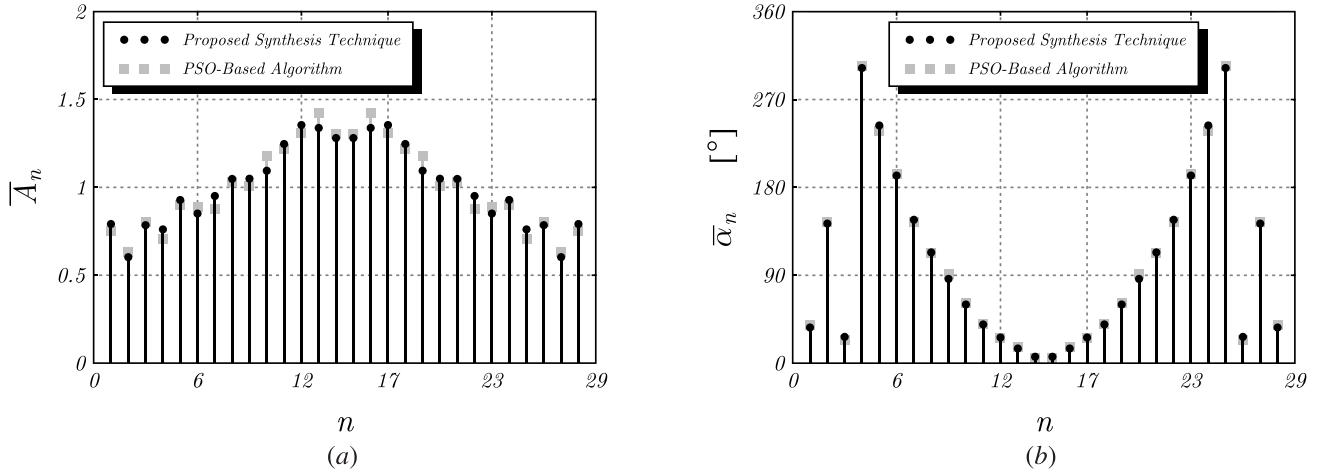 2
1.5
1
0.5
0
A̅n
Proposed Synthesis Technique
PSO-Based Algorithm
0 6 12 17 23 29
n
(a)
360
270
180
90
0
α̅n [°]
Proposed Synthesis Technique
PSO-Based Algorithm
0 6 12 17 23 29
n
(b)